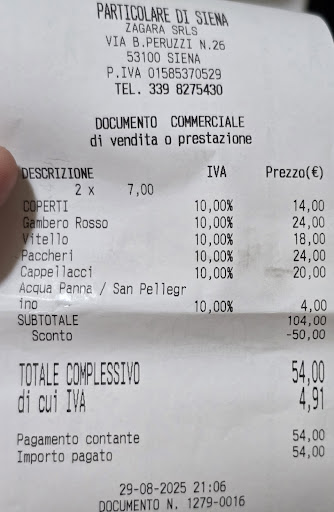 PARTICOLARE DI SIENA
ZAGARA SRLS
VIA B.PERUZZI N.26
53100 SIENA
P.IVA 01585370529
TEL. 339 8275430
DOCUMENTO COMMERCIALE
di vendita o prestazione
DESCRIZIONE IVA Prezzo(€)
2 x 7,00
COPERTI 10,00% 14,00
Gambero Rosso 10,00% 24,00
Vitello 10,00% 18,00
Paccheri 10,00% 24,00
Cappellacci 10,00% 20,00
Acqua Panna / San Pellegr
ino 10,00% 4,00
SUBTOTALE 104,00
Sconto -50,00
TOTALE COMPLESSIVO 54,00
di cui IVA 4,91
Pagamento contante 54,00
Importo pagato 54,00
29-08-2025 21:06
DOCUMENTO N. 1279-0016